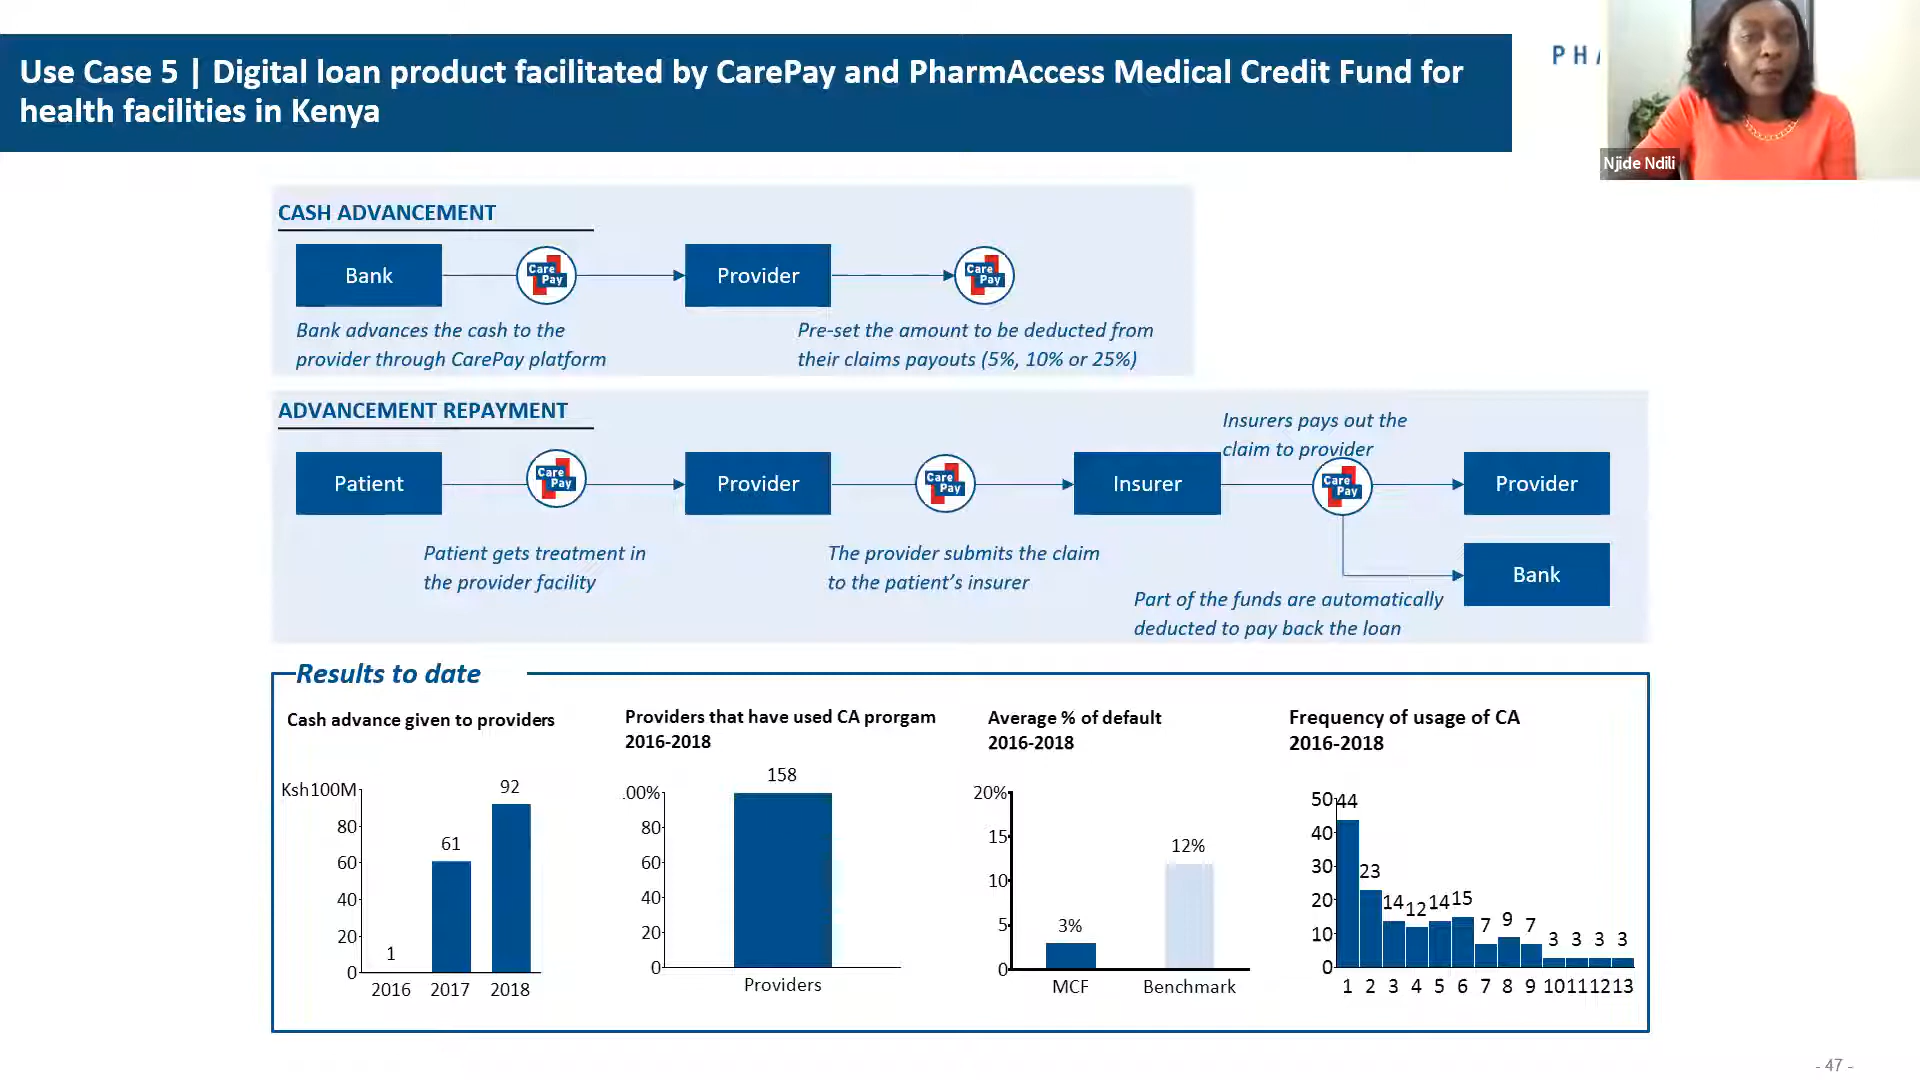 Use Case 5 | Digital loan product facilitated by CarePay and PharmAccess Medical Credit Fund for
health facilities in Kenya
PHA
Njide Ndili
CASH ADVANCEMENT
Bank
Care
Pay
Provider
Care
Pay
Bank advances the cash to the
provider through CarePay platform
Pre-set the amount to be deducted from
their claims payouts (5%, 10% or 25%)
ADVANCEMENT REPAYMENT
Insurers pays out the
claim to provider
Patient
Care
Pay
Provider
Care
Pay
Insurer
Care
Pay
Provider
Patient gets treatment in
the provider facility
The provider submits the claim
to the patient's insurer
Bank
Part of the funds are automatically
deducted to pay back the loan
Results to date
Cash advance given to providers
Ksh100M
80
60
40
20
0
1
61
92
2016 2017 2018
Providers that have used CA prorgam
2016-2018
.00%
80
60
40
20
0
158
Providers
Average % of default
2016-2018
20%
15
10
5
0
3%
12%
MCF Benchmark
Frequency of usage of CA
2016-2018
50
40
30
20
10
0
44 23 14 12 14 15 7 9 7 3 3 3 3
1 2 3 4 5 6 7 8 9 10 11 12 13
- 47 -